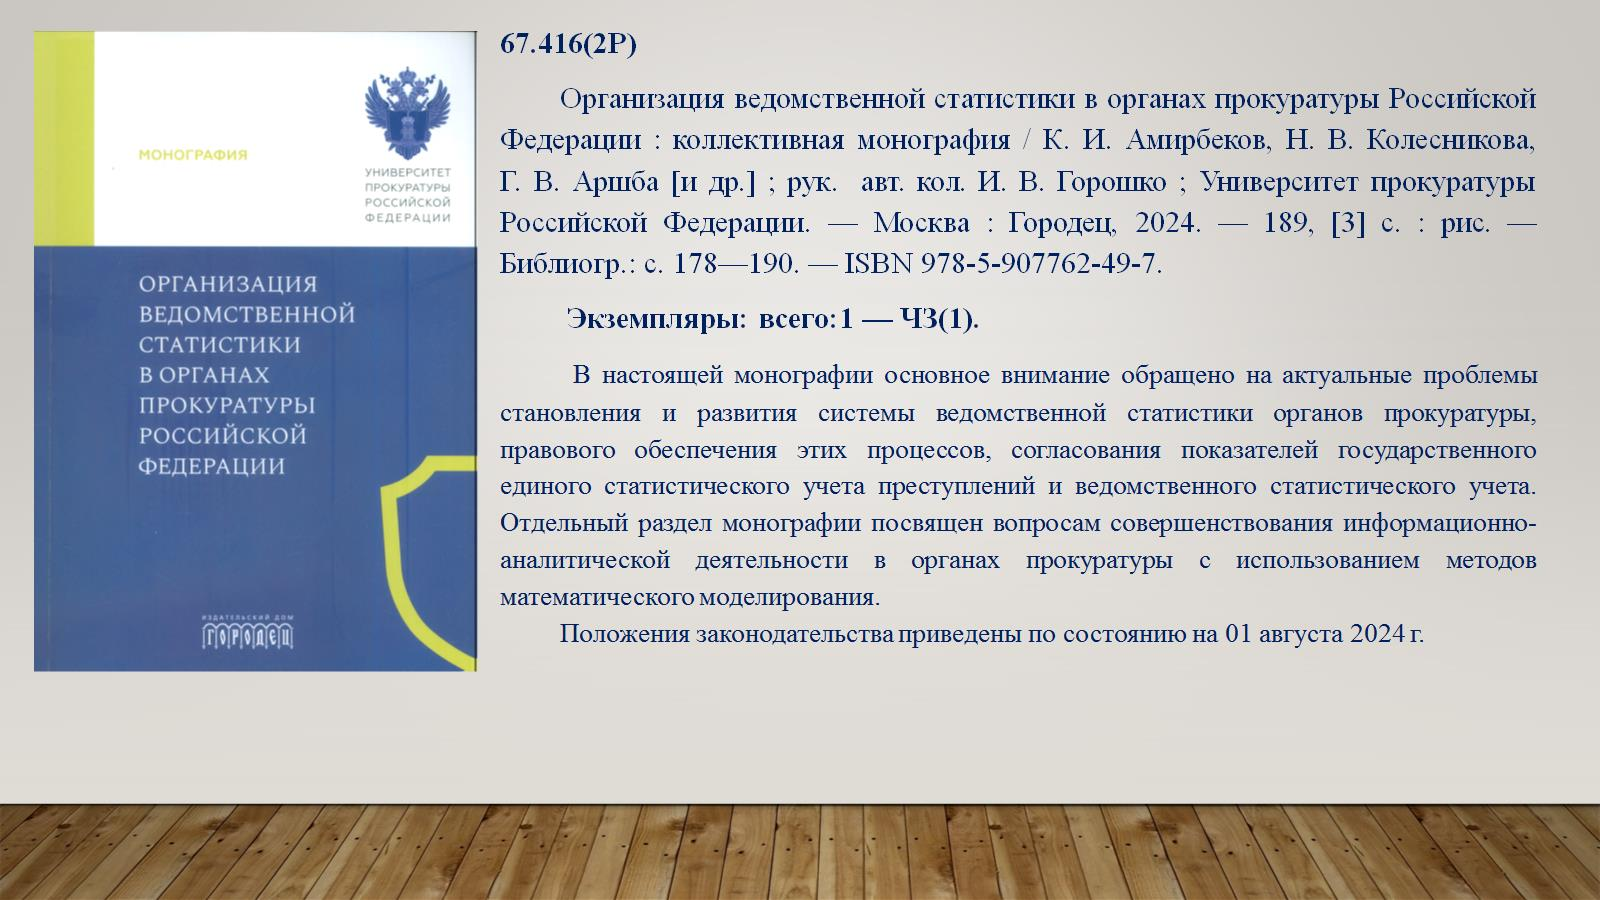 МОНОГРАФИЯ
УНИВЕРСИТЕТ
ПРОКУРАТУРЫ
РОССИЙСКОЙ
ФЕДЕРАЦИИ
ОРГАНИЗАЦИЯ
ВЕДОМСТВЕННОЙ
СТАТИСТИКИ
В ОРГАНАХ
ПРОКУРАТУРЫ
РОССИЙСКОЙ
ФЕДЕРАЦИИ
ИЗДАТЕЛЬСКИЙ ДОМ
ГОРОДЕЦ
67.416(2Р)
Организация ведомственной статистики в органах прокуратуры Российской
Федерации : коллективная монография / К. И. Амирбеков, Н. В. Колесникова,
Г. В. Аршба [и др.] ; рук. авт. кол. И. В. Горошко ; Университет прокуратуры
Российской Федерации. — Москва : Городец, 2024. — 189, [3] с. : рис. —
Библиогр.: с. 178—190. — ISBN 978-5-907762-49-7.
Экземпляры: всего:1 — ЧЗ(1).
В настоящей монографии основное внимание обращено на актуальные проблемы
становления и развития системы ведомственной статистики органов прокуратуры,
правового обеспечения этих процессов, согласования показателей государственного
единого статистического учета преступлений и ведомственного статистического учета.
Отдельный раздел монографии посвящен вопросам совершенствования информационно-
аналитической деятельности в органах прокуратуры с использованием методов
математического моделирования.
Положения законодательства приведены по состоянию на 01 августа 2024 г.